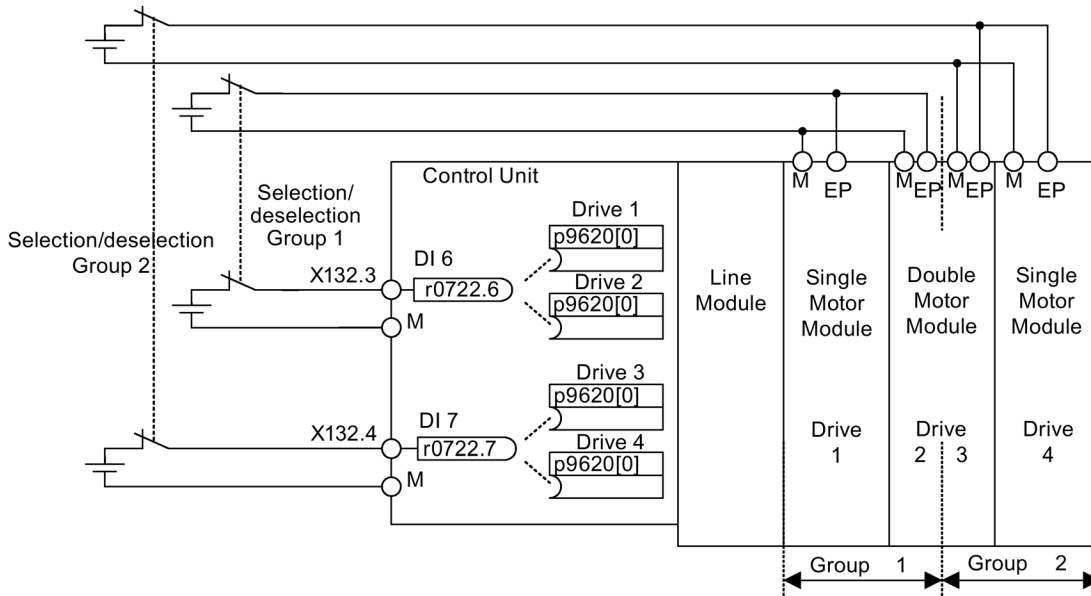 M
EP
M
EP
M
EP
M
EP
Control Unit
Selection/
deselection
Group 1
Selection/deselection
Group 2
Drive 1
p9620[0]
DI 6
X132.3
r0722.6
Drive 2
p9620[0]
M
Drive 3
p9620[0]
DI 7
X132.4
r0722.7
Drive 4
p9620[0]
M
Line
Module
Single
Motor
Module
Double
Motor
Module
Single
Motor
Module
Drive
1
Drive
2 3
Drive
4
Group 1
Group 2